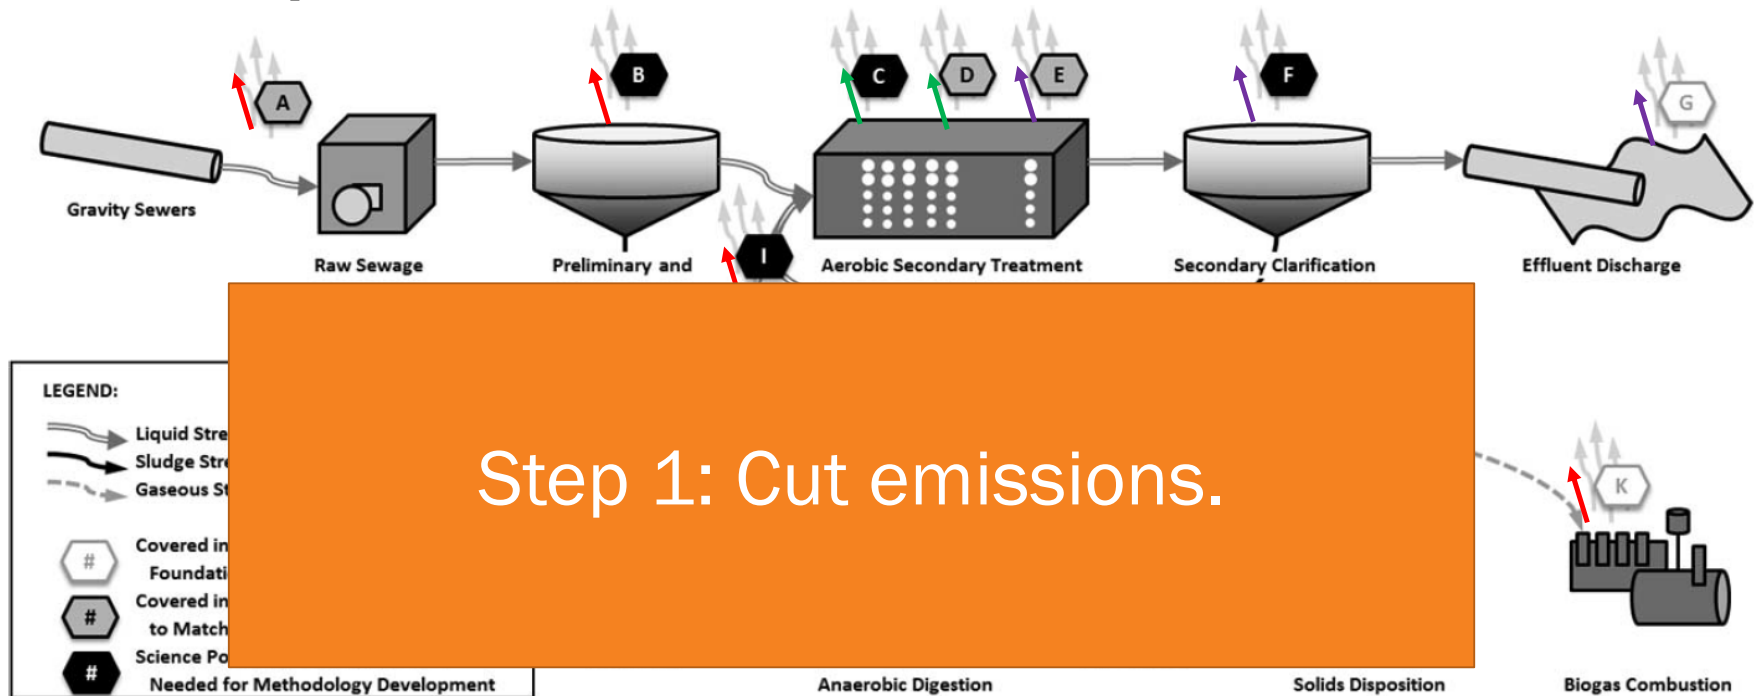 A
B
C
D
E
F
G
Gravity Sewers
I
Raw Sewage
Preliminary and
Aerobic Secondary Treatment
Secondary Clarification
Effluent Discharge
LEGEND:
Liquid Stre
Sludge Stre
Gaseous St
#
Covered in
Foundati
#
Covered in
to Match
#
Science Po
Needed for Methodology Development
Step 1: Cut emissions.
K
Anaerobic Digestion
Solids Disposition
Biogas Combustion